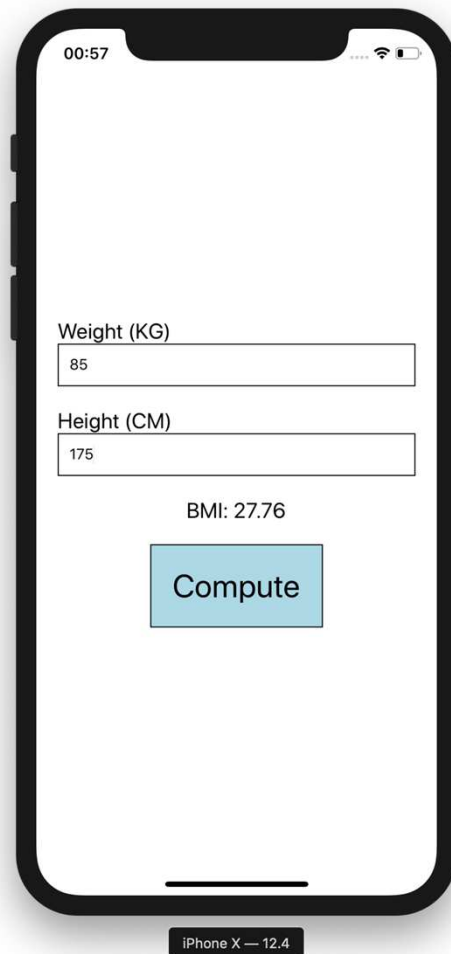 00:57
Weight (KG)
85
Height (CM)
175
BMI: 27.76
Compute
iPhone X — 12.4